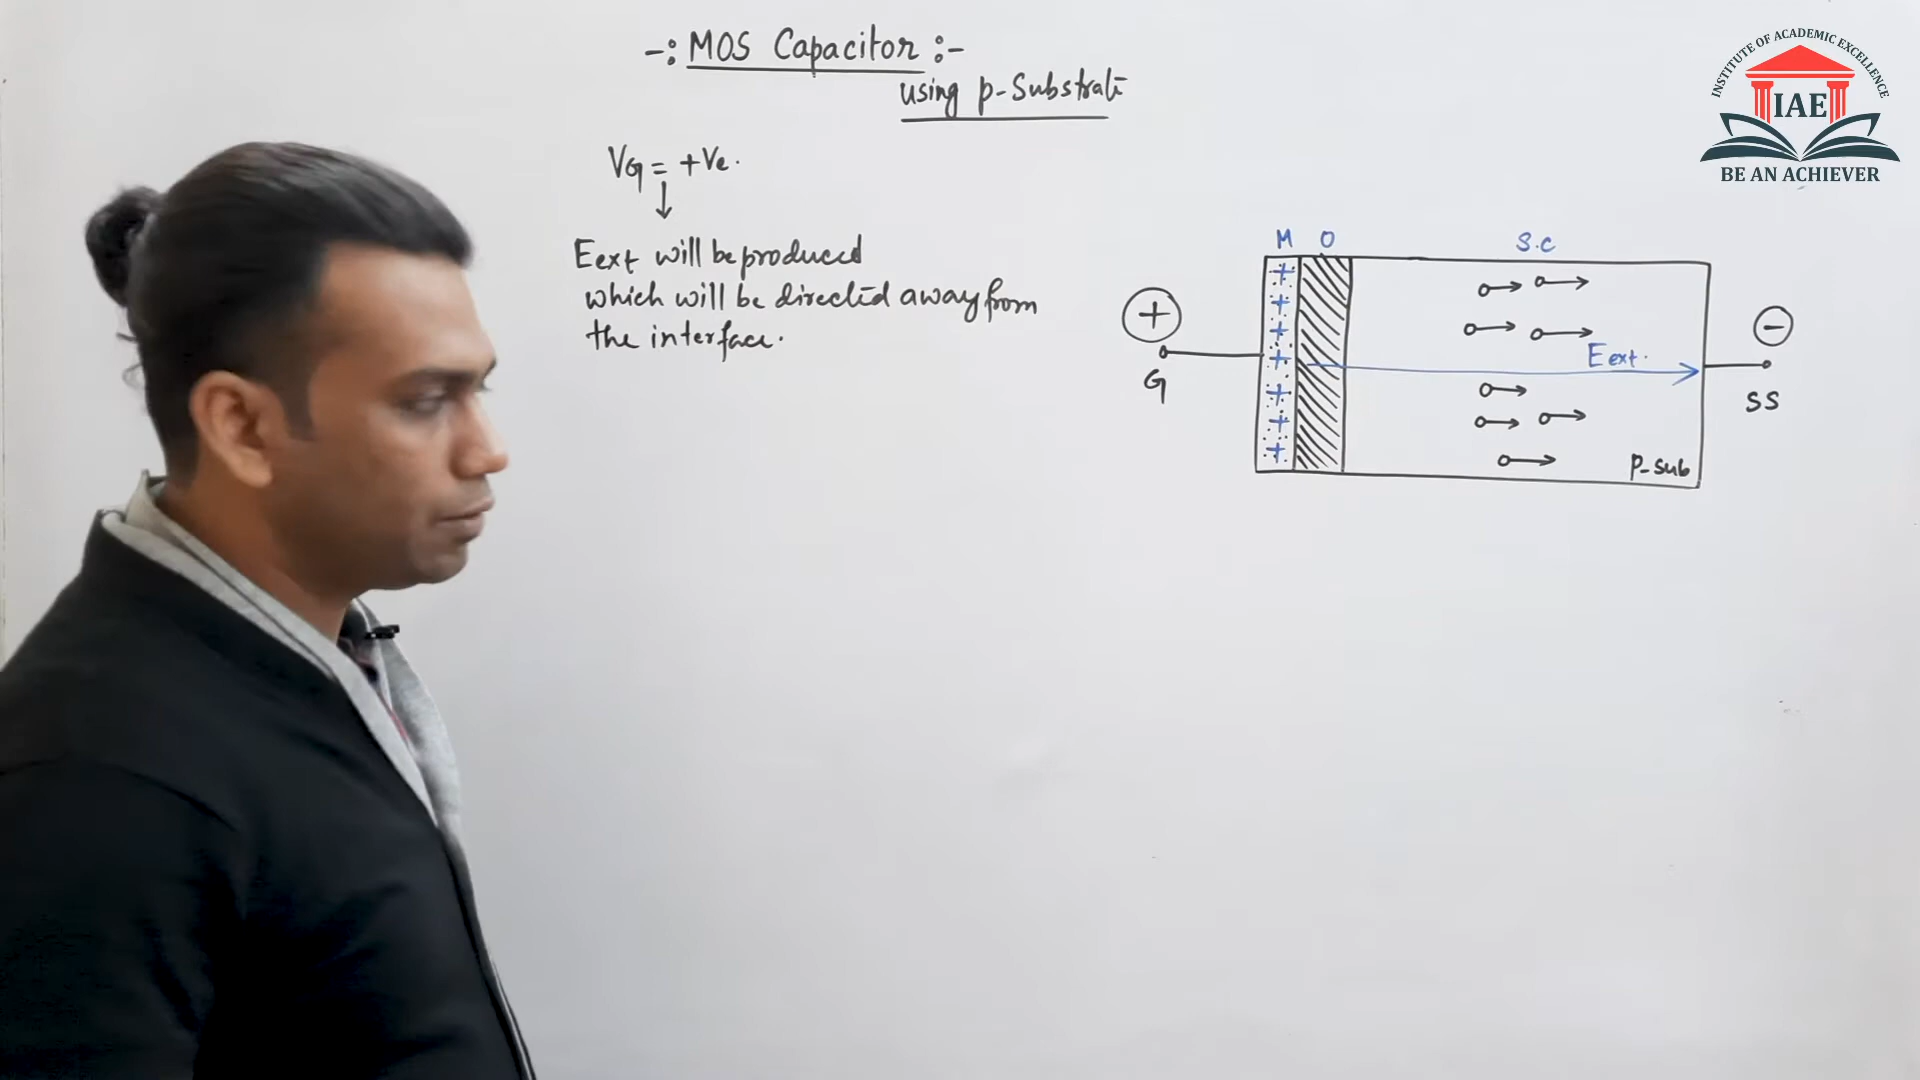 -: MOS Capacitor :-
using p-Substrate
VG = +Ve.
↓
Eext will be produced
which will be directed away from
the interface.
M O S.C
+
+
+
+
+
+
+
+ G
Eext.
- SS
P-sub
INSTITUTE OF ACADEMIC EXCELLENCE
IAE
BE AN ACHIEVER